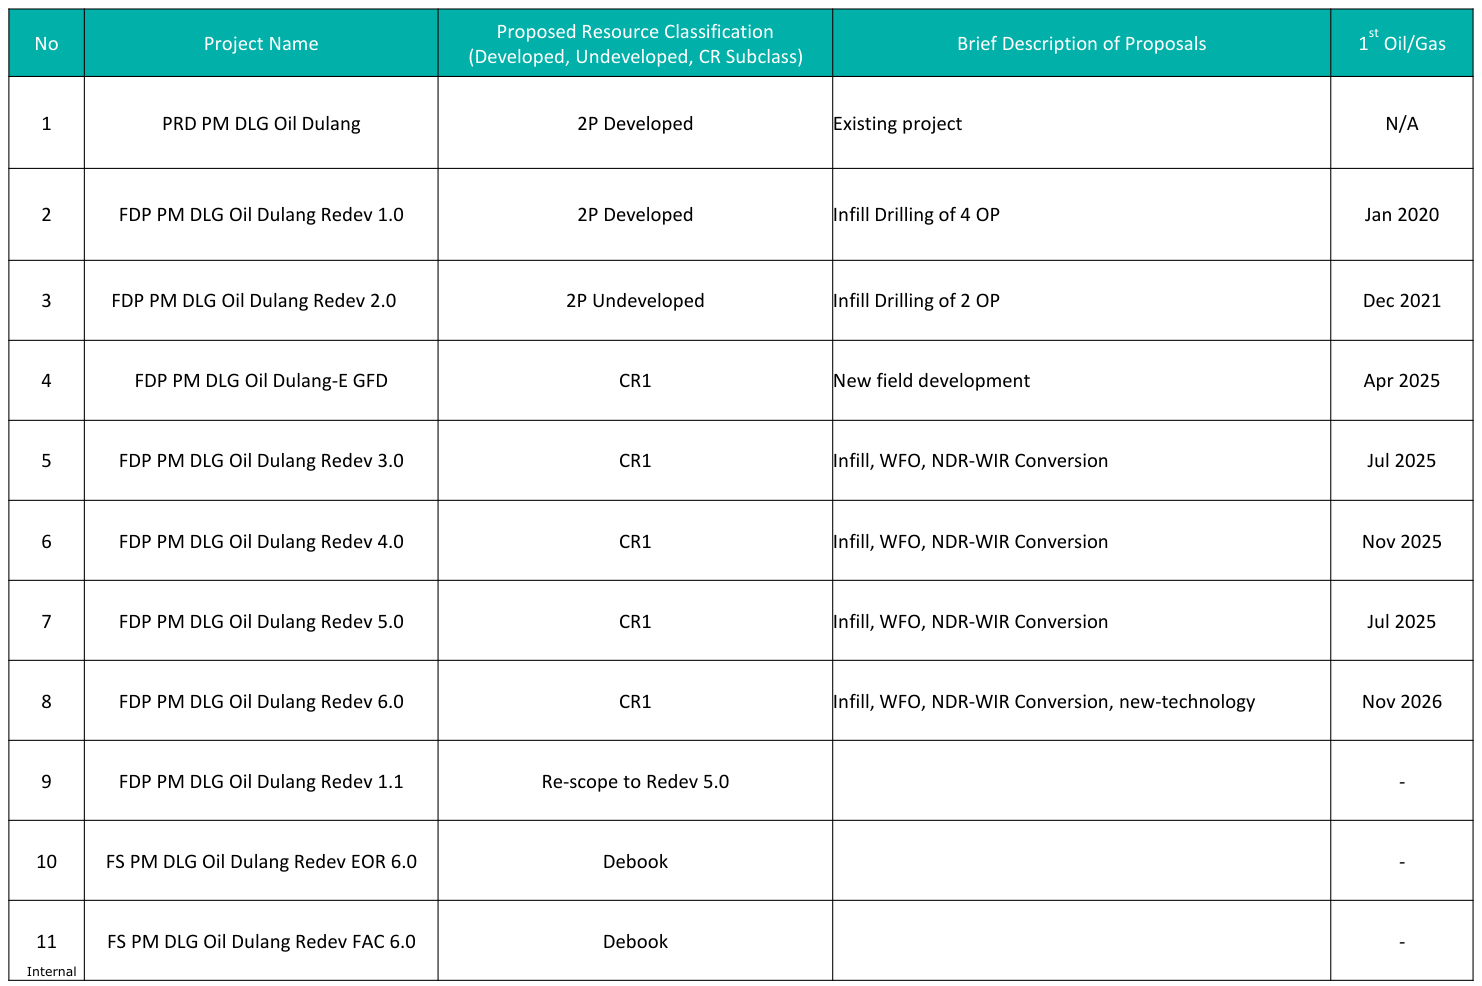 No Project Name Proposed Resource Classification (Developed, Undeveloped, CR Subclass) Brief Description of Proposals 1st Oil/Gas
1 PRD PM DLG Oil Dulang 2P Developed Existing project N/A
2 FDP PM DLG Oil Dulang Redev 1.0 2P Developed Infill Drilling of 4 OP Jan 2020
3 FDP PM DLG Oil Dulang Redev 2.0 2P Undeveloped Infill Drilling of 2 OP Dec 2021
4 FDP PM DLG Oil Dulang-E GFD CR1 New field development Apr 2025
5 FDP PM DLG Oil Dulang Redev 3.0 CR1 Infill, WFO, NDR-WIR Conversion Jul 2025
6 FDP PM DLG Oil Dulang Redev 4.0 CR1 Infill, WFO, NDR-WIR Conversion Nov 2025
7 FDP PM DLG Oil Dulang Redev 5.0 CR1 Infill, WFO, NDR-WIR Conversion Jul 2025
8 FDP PM DLG Oil Dulang Redev 6.0 CR1 Infill, WFO, NDR-WIR Conversion, new-technology Nov 2026
9 FDP PM DLG Oil Dulang Redev 1.1 Re-scope to Redev 5.0 -
10 FS PM DLG Oil Dulang Redev EOR 6.0 Debook -
11 FS PM DLG Oil Dulang Redev FAC 6.0 Debook -
Internal